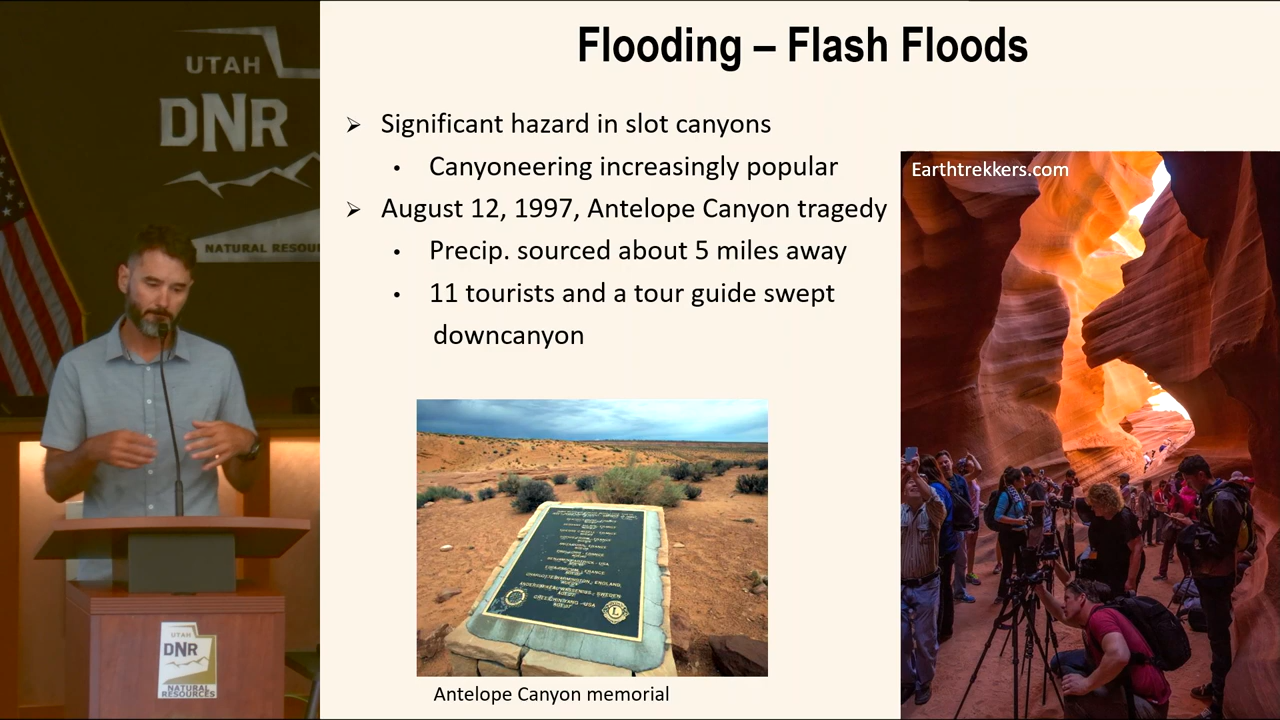 UTAH
DNR
NATURAL RESOU
UTAH
DNR
NATURAL
RESOURCES
Flooding – Flash Floods
➢ Significant hazard in slot canyons
• Canyoneering increasingly popular
➢ August 12, 1997, Antelope Canyon tragedy
• Precip. sourced about 5 miles away
• 11 tourists and a tour guide swept
downcanyon
Earthtrekkers.com
Antelope Canyon memorial